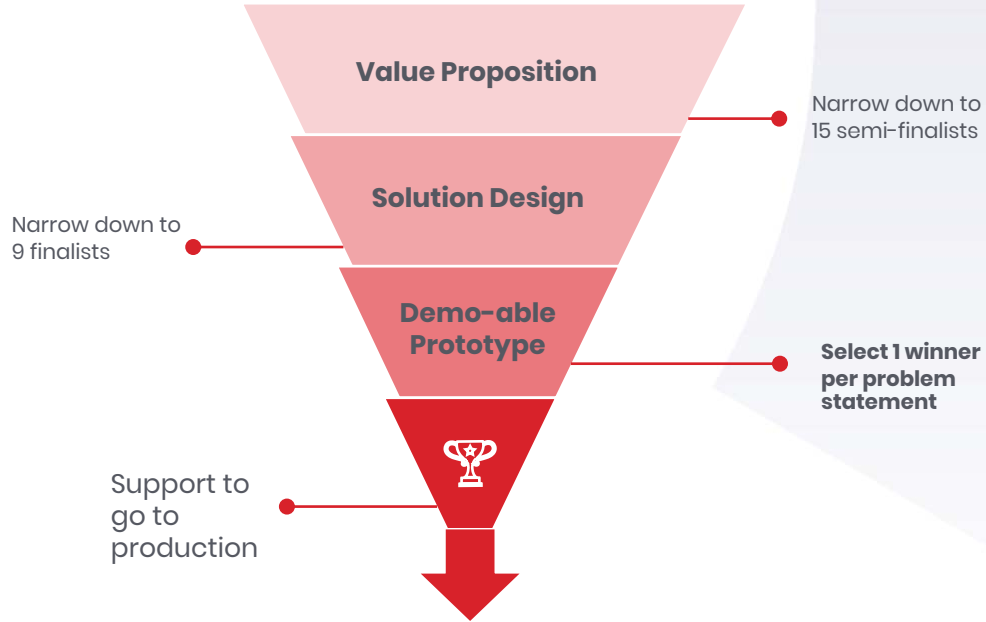 Value Proposition
Narrow down to
15 semi-finalists
Solution Design
Narrow down to
9 finalists
Demo-able
Prototype
Select 1 winner
per problem
statement
Support to
go to
production